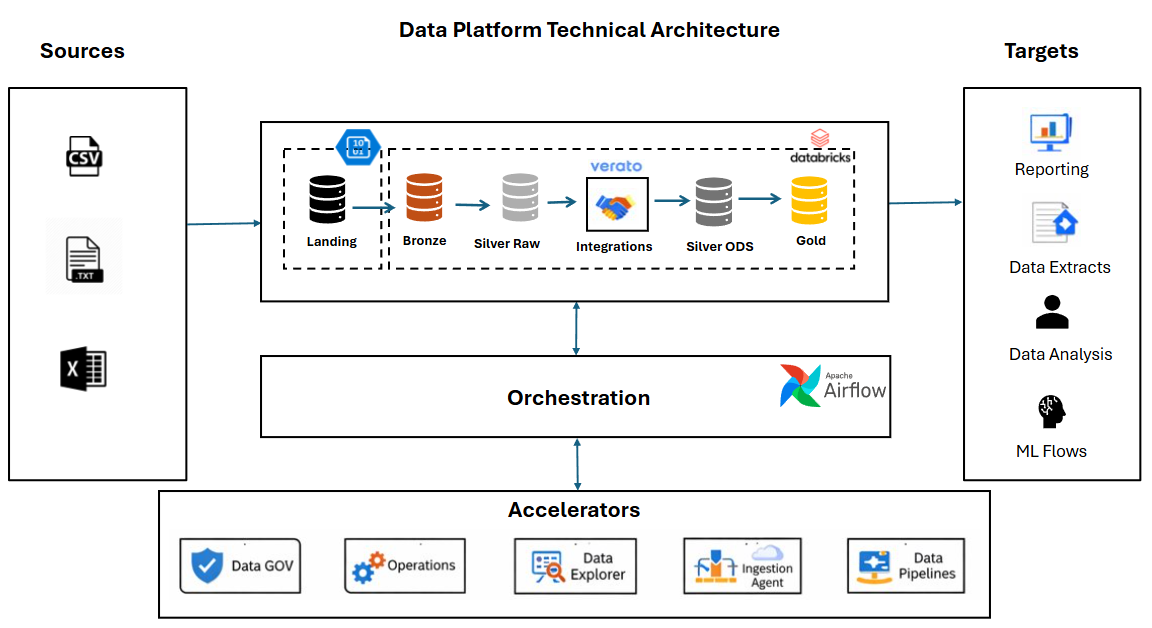 Data Platform Technical Architecture
Sources
Targets
CSV
.TXT
X
10
01
databricks
verato
Landing
Bronze
Silver Raw
Integrations
Silver ODS
Gold
Reporting
Data Extracts
Data Analysis
ML Flows
Orchestration
Apache
Airflow
Accelerators
Data GOV
Operations
Data
Explorer
Ingestion
Agent
Data
Pipelines